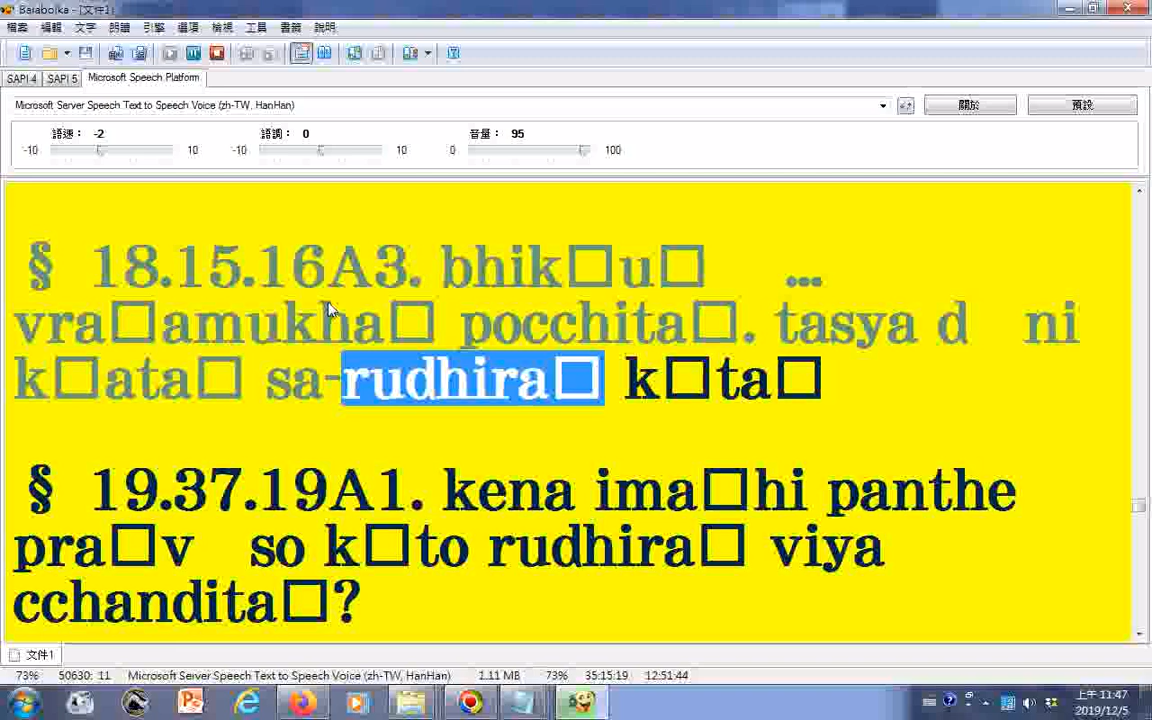 Balabolka - [文件1]
檔案 編輯 文字 朗讀 引擎 選項 檢視 工具 書籤 說明
SAPI 4 SAPI 5 Microsoft Speech Platform
Microsoft Server Speech Text to Speech Voice (zh-TW, HanHan) 關於 預設
語速： -2 語調： 0 音量： 95
-10 10 -10 10 0 100
§ 18.15.16A3. bhik□u□ ...
vra□amukha□ pocchita□. tasya d ni
k□ata□ sa-rudhira□ k□ta□
§ 19.37.19A1. kena ima□hi panthe
pra□v so k□to rudhira□ viya
cchandita□?
文件1
73% 50630: 11 Microsoft Server Speech Text to Speech Voice (zh-TW, HanHan) 1.11 MB 73% 35:15:19 12:51:44
上午 11:47
2019/12/5